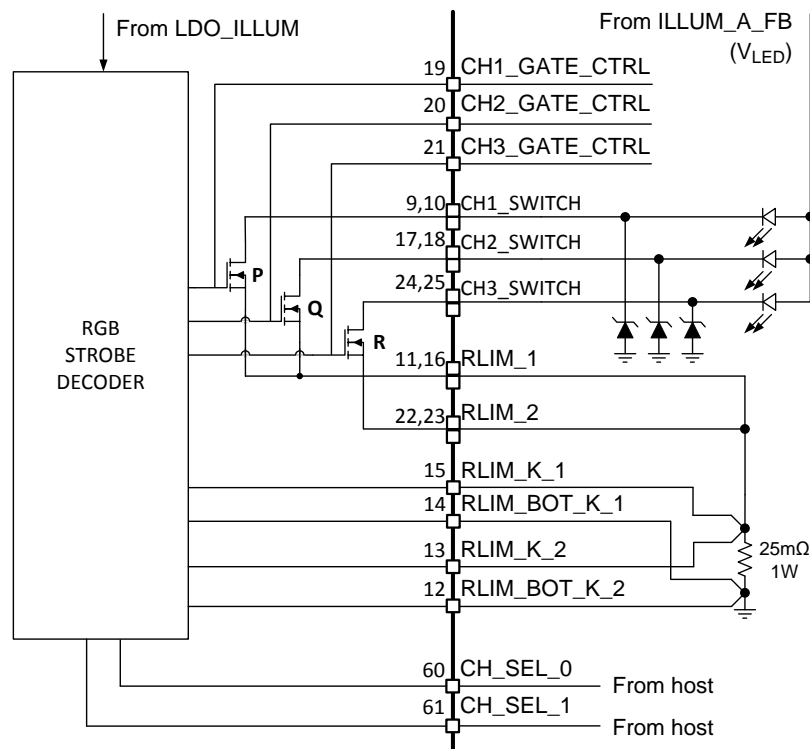 From LDO_ILLUM
From ILLUM_A_FB
(VLED)
19 CH1_GATE_CTRL
20 CH2_GATE_CTRL
21 CH3_GATE_CTRL
9,10 CH1_SWITCH
17,18 CH2_SWITCH
24,25 CH3_SWITCH
P
Q
R
RGB
STROBE
DECODER
11,16 RLIM_1
22,23 RLIM_2
15 RLIM_K_1
14 RLIM_BOT_K_1
13 RLIM_K_2
12 RLIM_BOT_K_2
25mΩ
1W
60 CH_SEL_0 From host
61 CH_SEL_1 From host